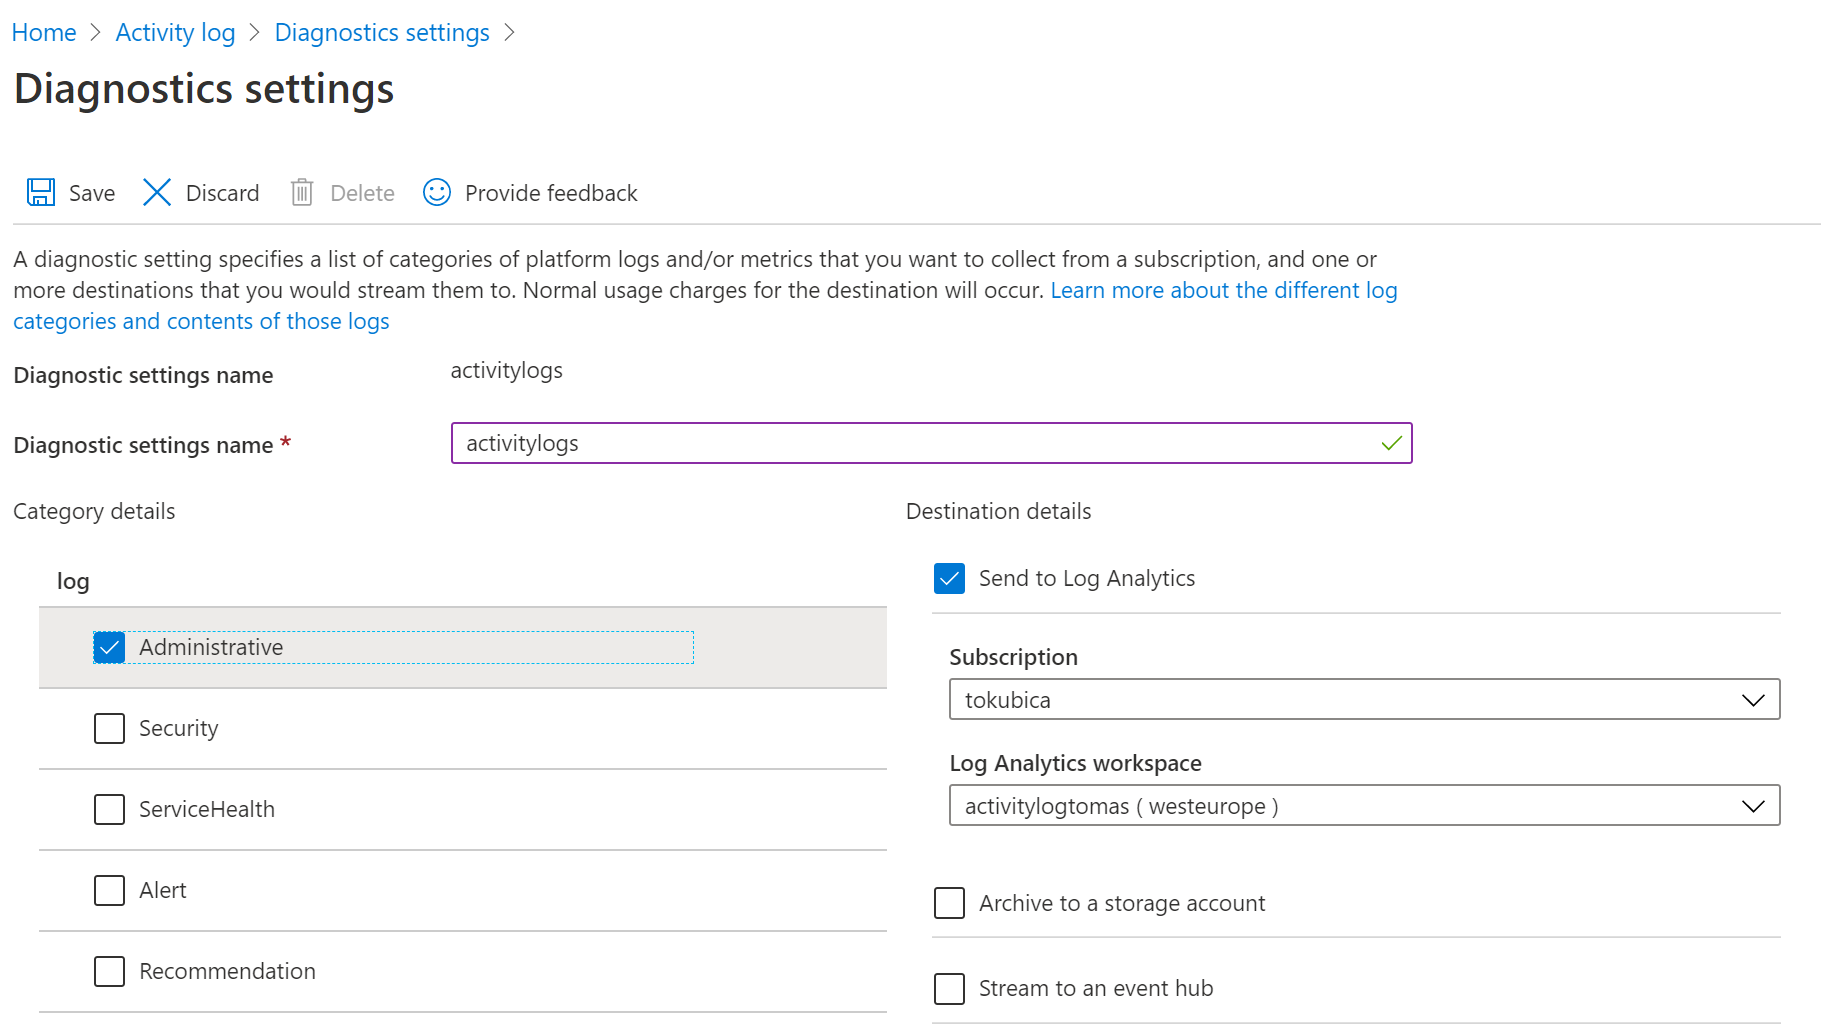 Home > Activity log > Diagnostics settings >
Diagnostics settings
Save Discard Delete Provide feedback
A diagnostic setting specifies a list of categories of platform logs and/or metrics that you want to collect from a subscription, and one or
more destinations that you would stream them to. Normal usage charges for the destination will occur. Learn more about the different log
categories and contents of those logs
Diagnostic settings name activitylogs
Diagnostic settings name * activitylogs
Category details
log
Administrative
Security
ServiceHealth
Alert
Recommendation
Destination details
Send to Log Analytics
Subscription
tokubica
Log Analytics workspace
activitylogtomas ( westeurope )
Archive to a storage account
Stream to an event hub